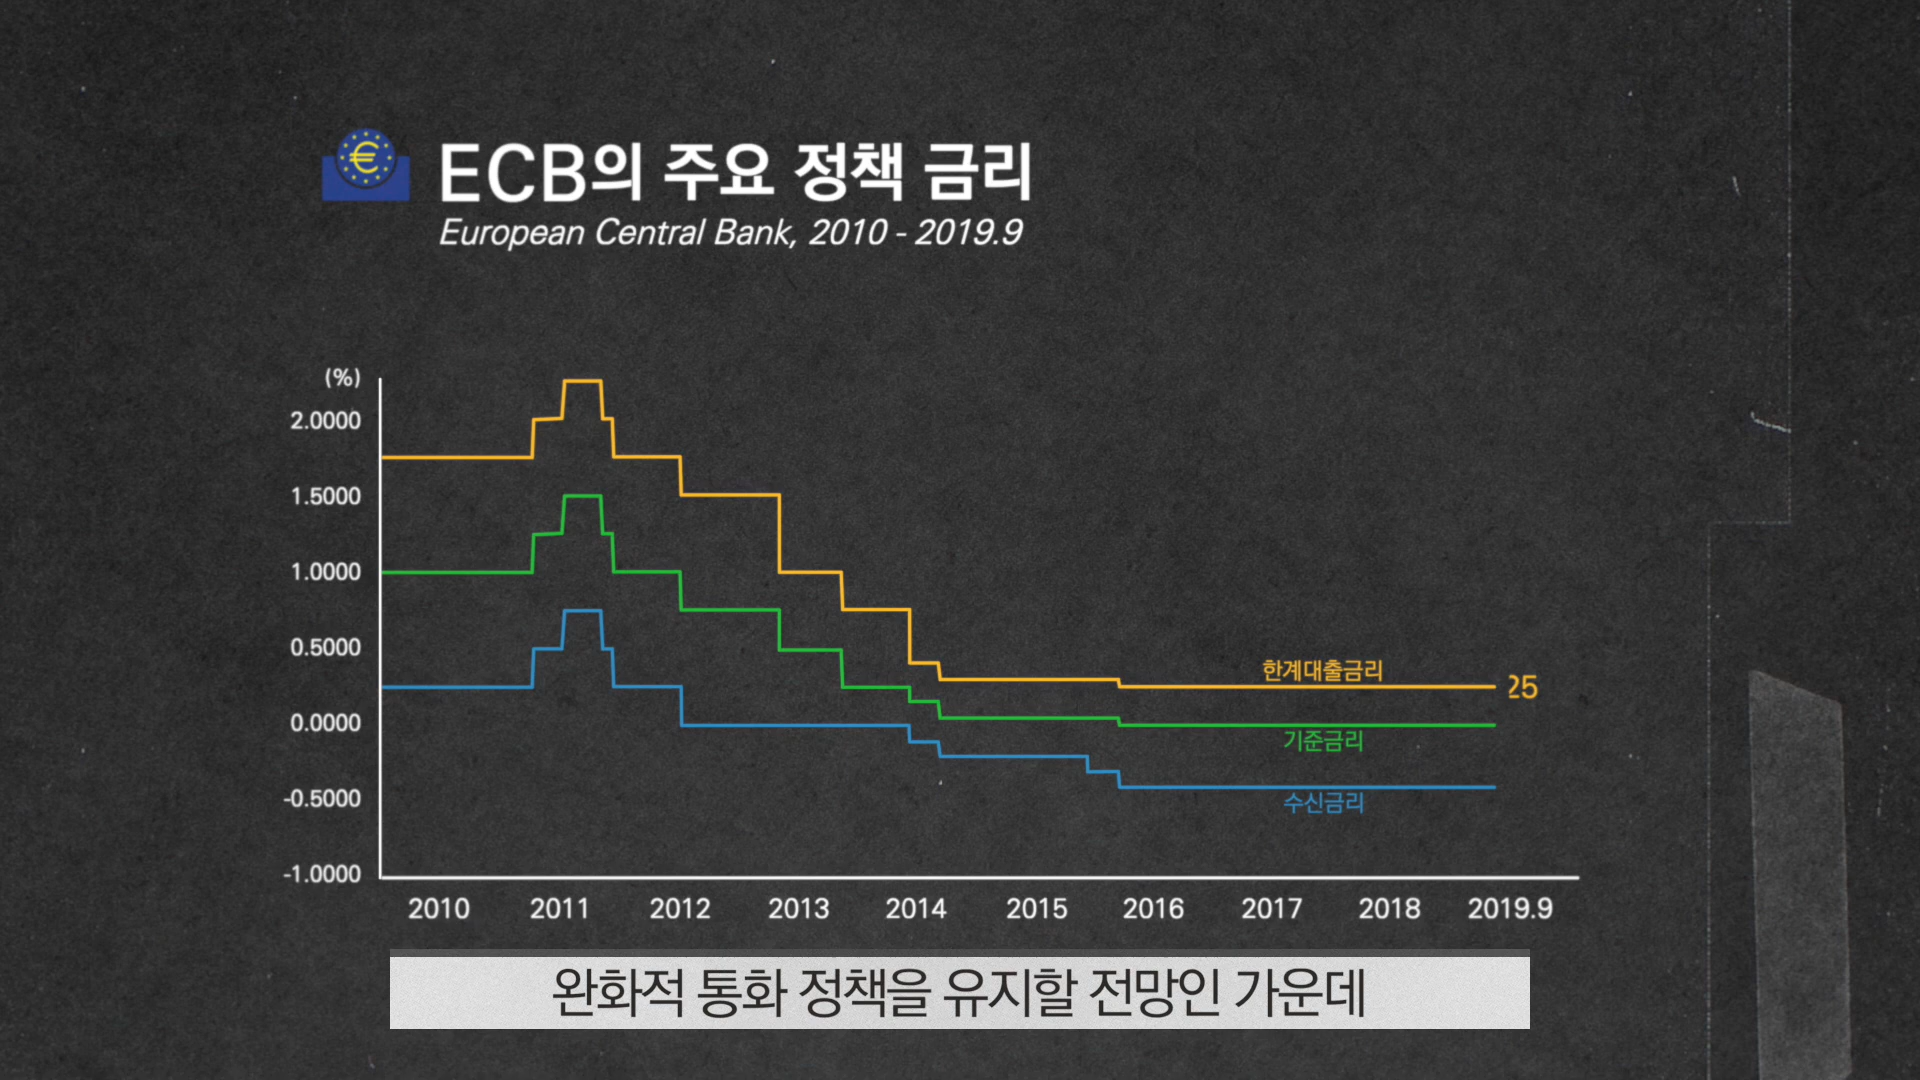 €
ECB의 주요 정책 금리
European Central Bank, 2010 - 2019.9
(%)
2.0000
1.5000
1.0000
0.5000
0.0000
-0.5000
-1.0000
한계대출금리
25
기준금리
수신금리
2010 2011 2012 2013 2014 2015 2016 2017 2018 2019.9
완화적 통화 정책을 유지할 전망인 가운데